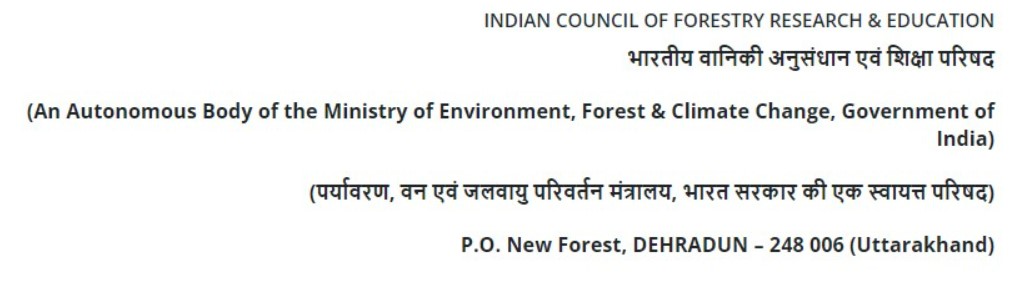 INDIAN COUNCIL OF FORESTRY RESEARCH & EDUCATION
भारतीय वानिकी अनुसंधान एवं शिक्षा परिषद
(An Autonomous Body of the Ministry of Environment, Forest & Climate Change, Government of
India)
(पर्यावरण, वन एवं जलवायु परिवर्तन मंत्रालय, भारत सरकार की एक स्वायत्त परिषद)
P.O. New Forest, DEHRADUN – 248 006 (Uttarakhand)